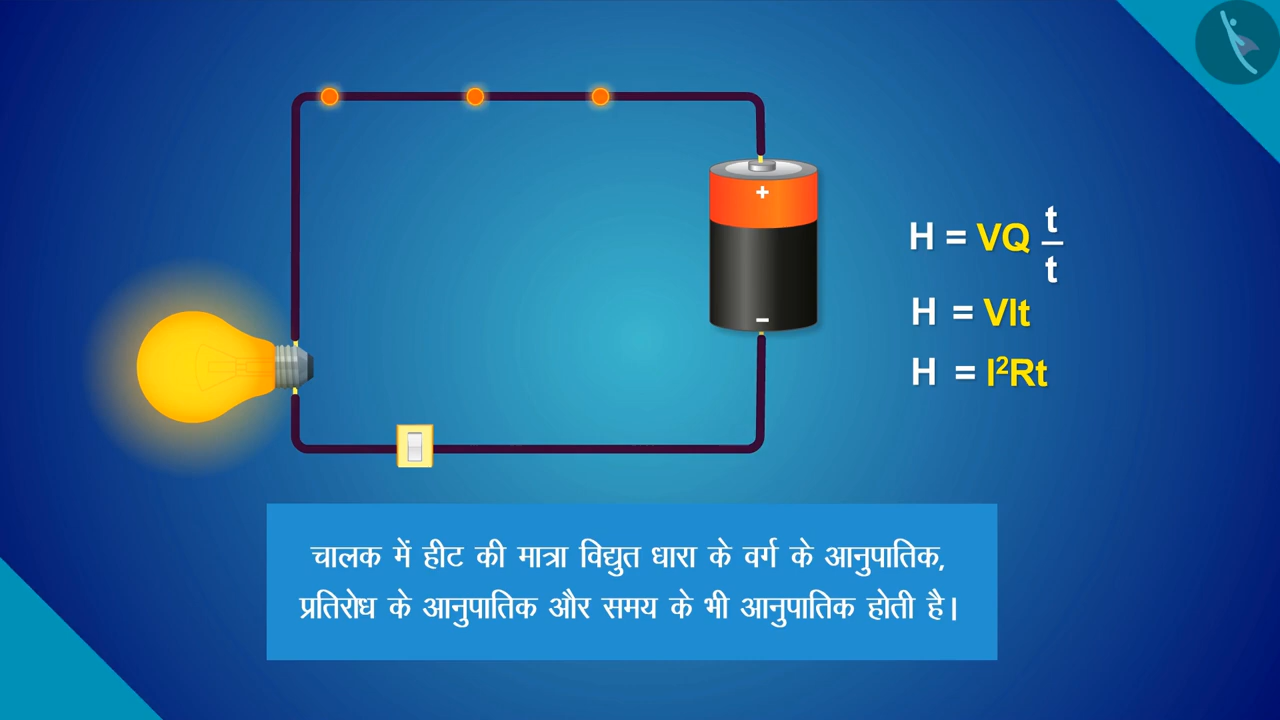 +
−
H = VQ t/t
H = VIt
H = I²Rt
चालक में हीट की मात्रा विद्युत धारा के वर्ग के आनुपातिक,
प्रतिरोध के आनुपातिक और समय के भी आनुपातिक होती है।